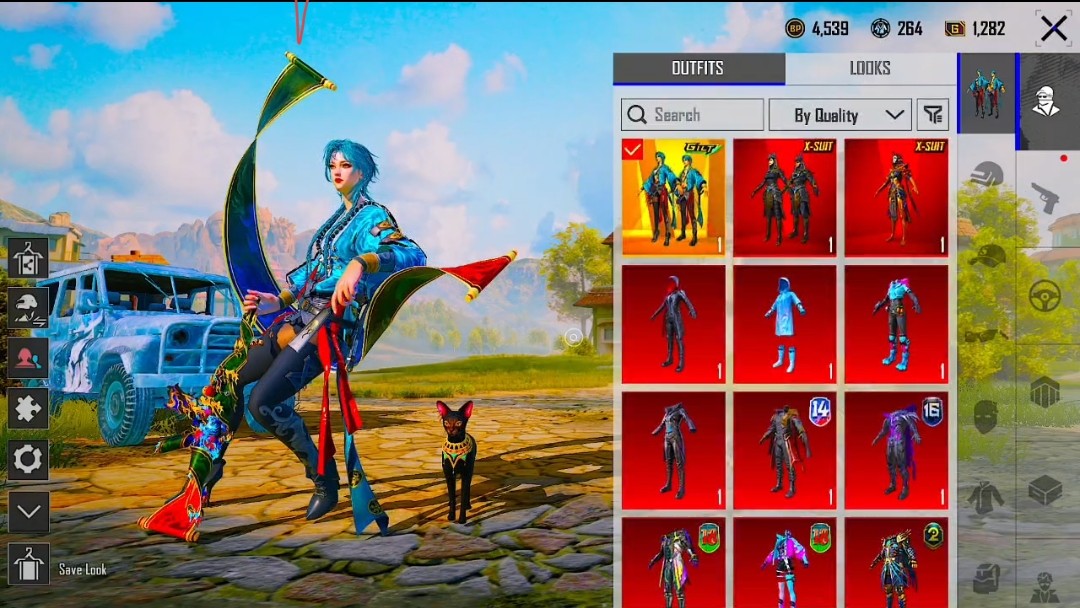 BP 4,539 264 G 1,282
OUTFITS LOOKS
Search By Quality
GILT X-SUIT X-SUIT
1 1 1
1 1 1
14 16
1 1 1
2
Save Look